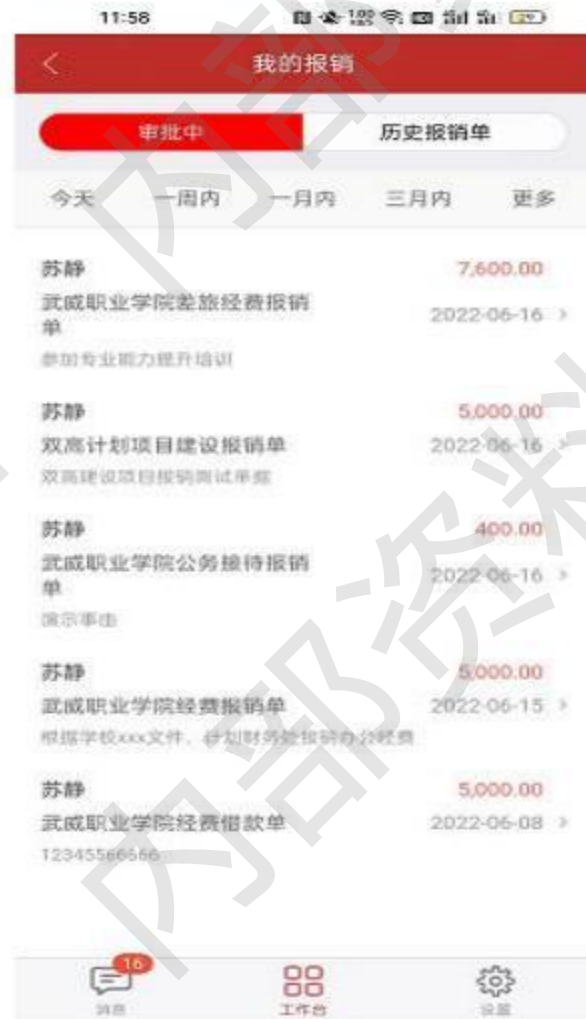 11:58
我的报销
审批中 历史报销单
今天 一周内 一月内 三月内 更多
苏静 7,600.00
武威职业学院差旅经费报销
单 2022-06-16
参加专业能力提升培训
苏静 5,000.00
双高计划项目建设报销单 2022-06-16
双高建设项目报销测试单据
苏静 400.00
武威职业学院公务接待报销
单 2022-06-16
演示事由
苏静 5,000.00
武威职业学院经费报销单 2022-06-15
根据学校xxx文件，计划财务处报销办公经费
苏静 5,000.00
武威职业学院经费借款单 2022-06-08
12345566666
16
消息 工作台 设置
内部资料